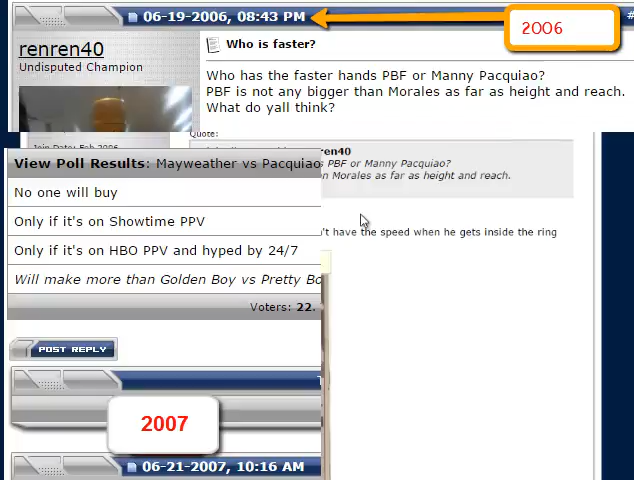 06-19-2006, 08:43 PM
#
2006
renren40
Undisputed Champion
Who is faster?
Who has the faster hands PBF or Manny Pacquiao?
PBF is not any bigger than Morales as far as height and reach.
What do yall think?
Quote:
ren40
PBF or Manny Pacquiao?
n Morales as far as height and reach.
't have the speed when he gets inside the ring
View Poll Results: Mayweather vs Pacquiao
No one will buy
Only if it's on Showtime PPV
Only if it's on HBO PPV and hyped by 24/7
Will make more than Golden Boy vs Pretty Bo
Voters: 22.
POST REPLY
2007
06-21-2007, 10:16 AM